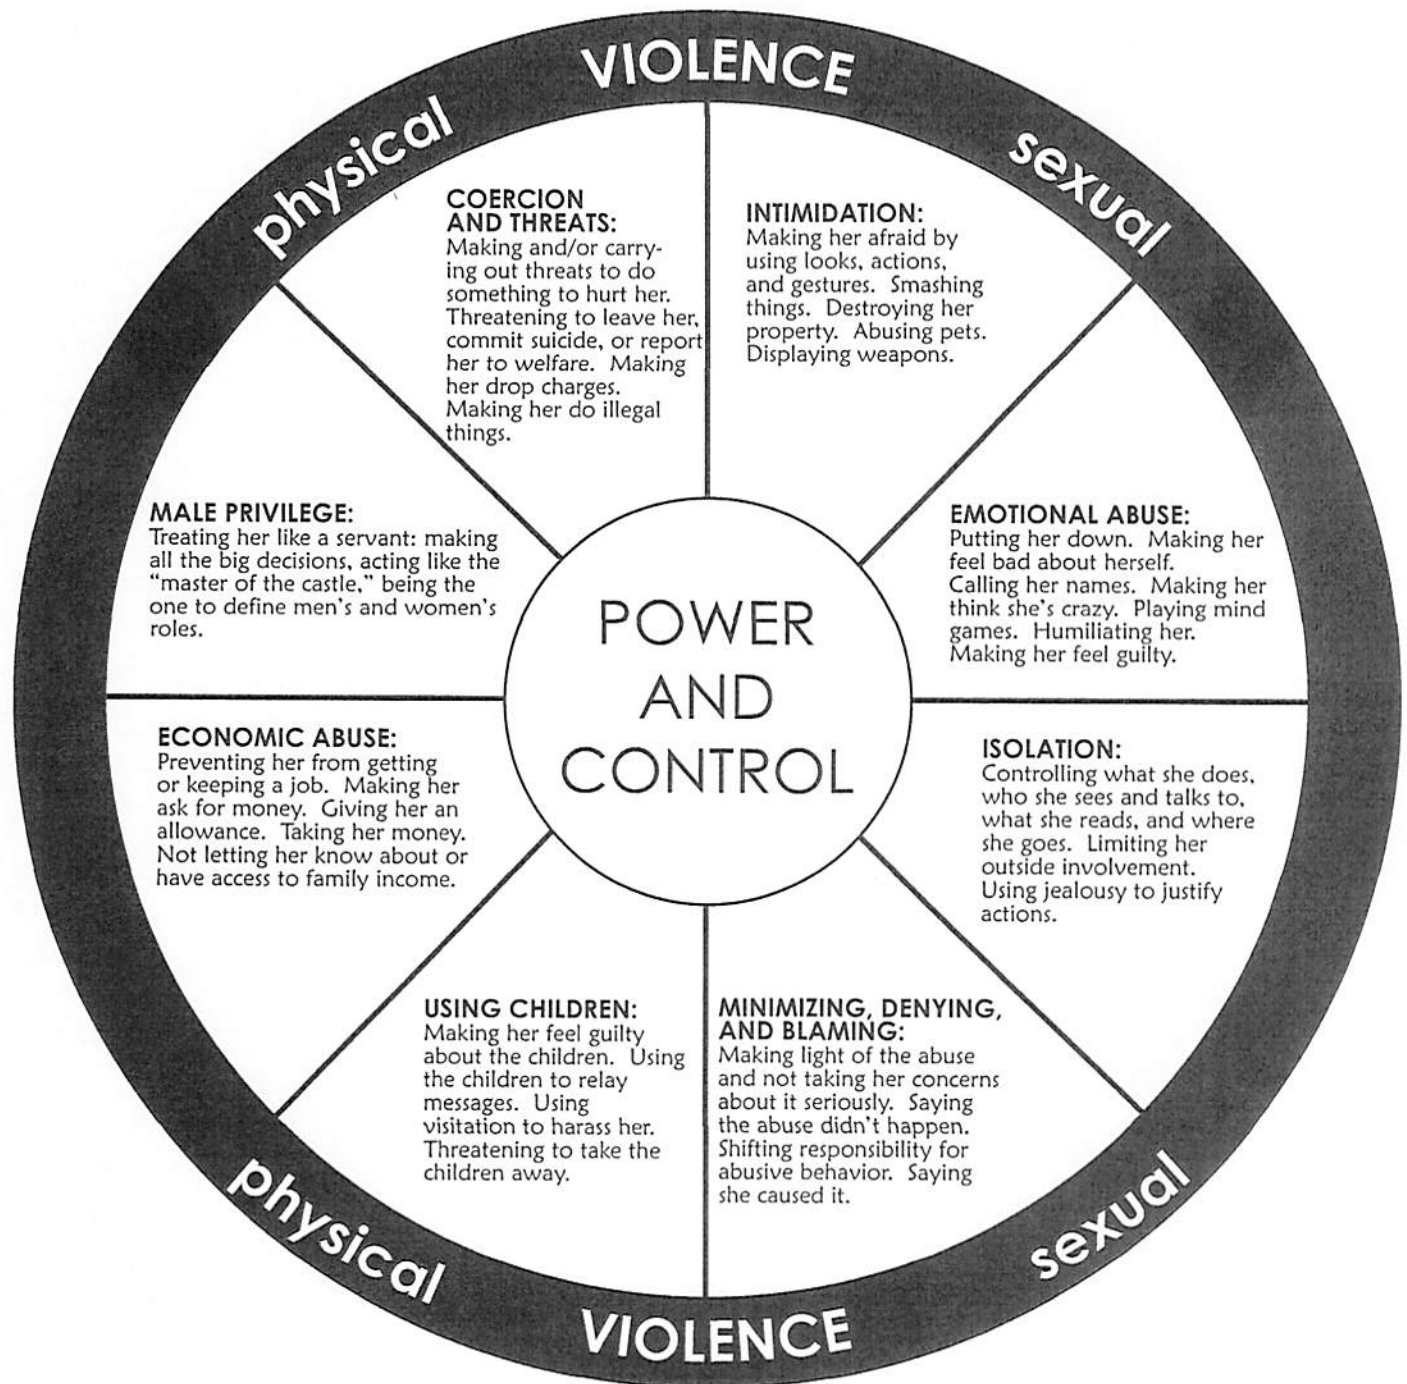 VIOLENCE
physical
sexual
COERCION
AND THREATS:
Making and/or carry-
ing out threats to do
something to hurt her.
Threatening to leave her,
commit suicide, or report
her to welfare.  Making
her drop charges.
Making her do illegal
things.
INTIMIDATION:
Making her afraid by
using looks, actions,
and gestures.  Smashing
things.  Destroying her
property.  Abusing pets.
Displaying weapons.
MALE PRIVILEGE:
Treating her like a servant: making
all the big decisions, acting like the
“master of the castle,” being the
one to define men's and women's
roles.
EMOTIONAL ABUSE:
Putting her down.  Making her
feel bad about herself.
Calling her names.  Making her
think she's crazy.  Playing mind
games.  Humiliating her.
Making her feel guilty.
POWER
AND
CONTROL
ECONOMIC ABUSE:
Preventing her from getting
or keeping a job.  Making her
ask for money.  Giving her an
allowance.  Taking her money.
Not letting her know about or
have access to family income.
ISOLATION:
Controlling what she does,
who she sees and talks to,
what she reads, and where
she goes.  Limiting her
outside involvement.
Using jealousy to justify
actions.
USING CHILDREN:
Making her feel guilty
about the children.  Using
the children to relay
messages.  Using
visitation to harass her.
Threatening to take the
children away.
MINIMIZING, DENYING,
AND BLAMING:
Making light of the abuse
and not taking her concerns
about it seriously.  Saying
the abuse didn't happen.
Shifting responsibility for
abusive behavior.  Saying
she caused it.
physical
sexual
VIOLENCE